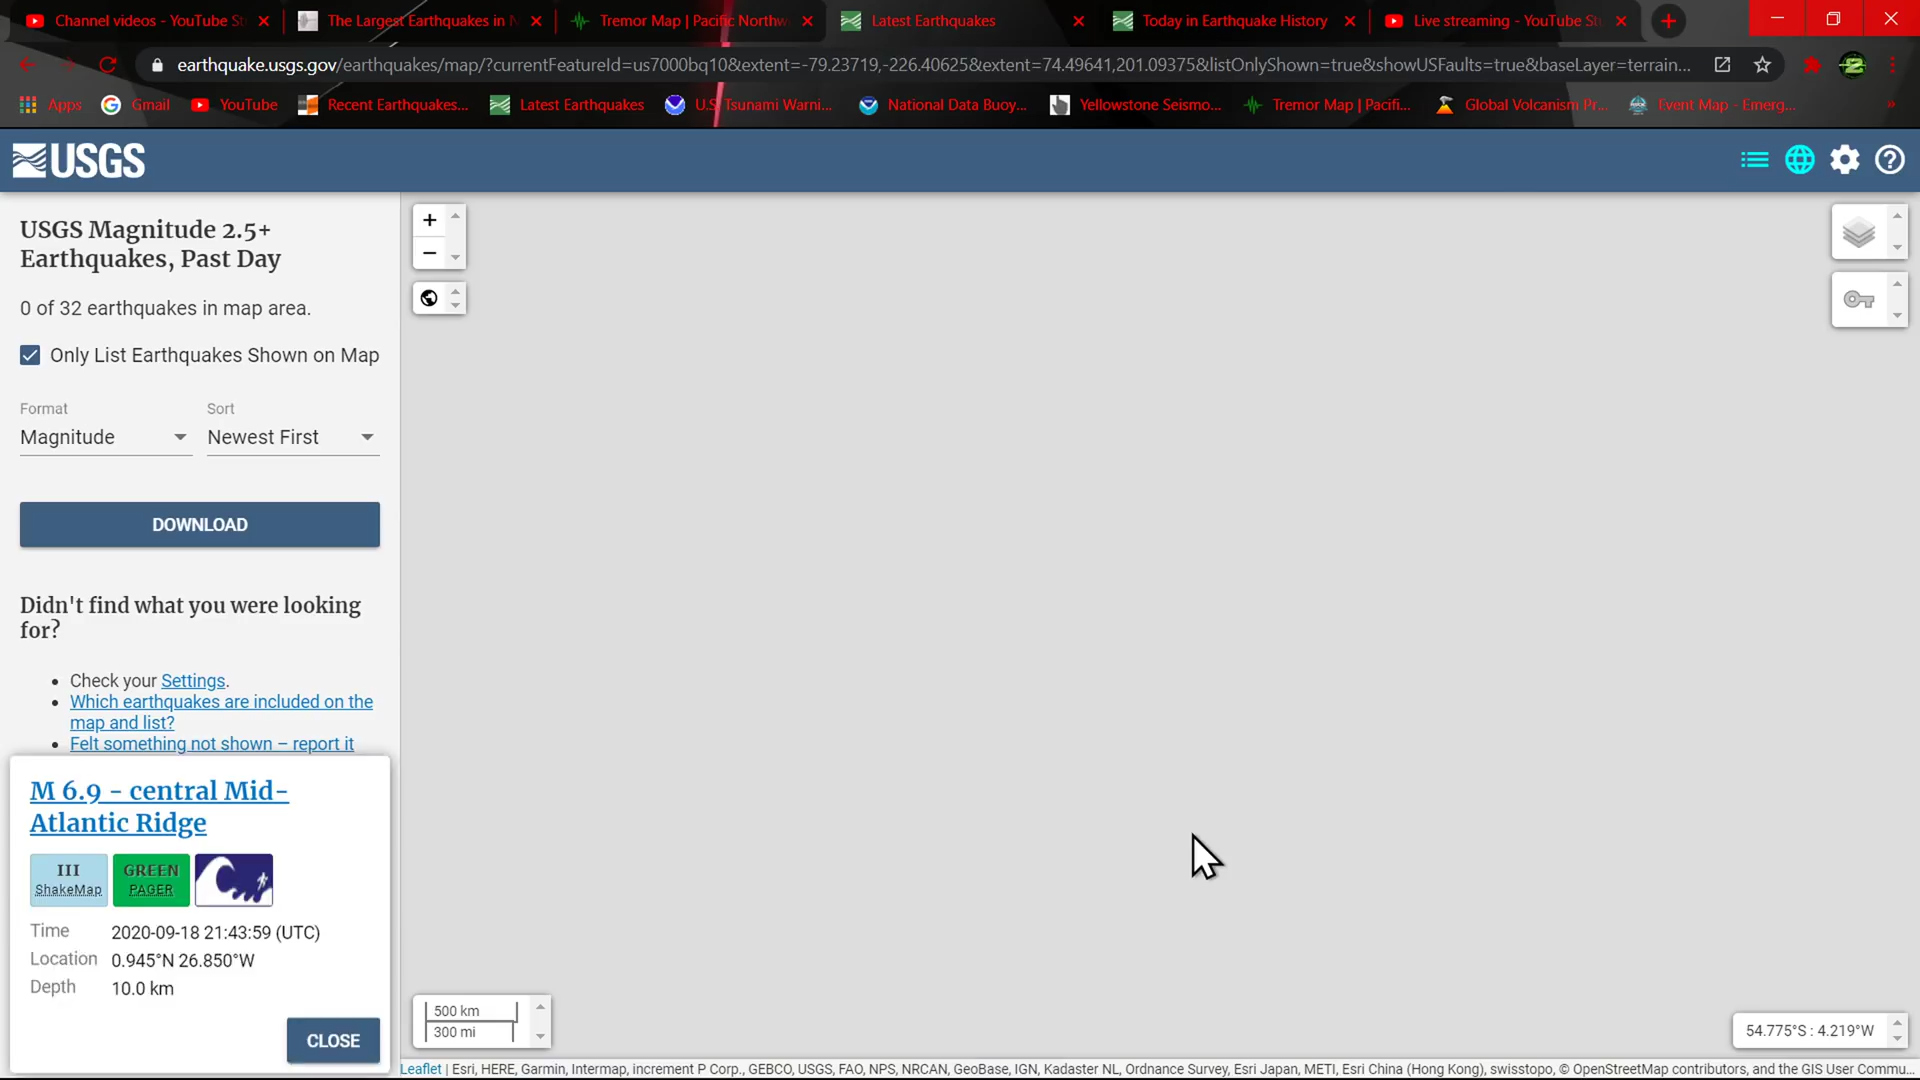 Channel videos - YouTube St
The Largest Earthquakes in
Tremor Map | Pacific Northw
Latest Earthquakes
Today in Earthquake History
Live streaming - YouTube St
earthquake.usgs.gov/earthquakes/map/?currentFeatureId=us7000bq10&extent=-79.23719,-226.40625&extent=74.49641,201.09375&listOnlyShown=true&showUSFaults=true&baseLayer=terrain...
Apps
Gmail
YouTube
Recent Earthquakes...
Latest Earthquakes
U.S. Tsunami Warni...
National Data Buoy...
Yellowstone Seismo...
Tremor Map | Pacifi...
Global Volcanism Pr...
Event Map - Emerg...
USGS
USGS Magnitude 2.5+
Earthquakes, Past Day
0 of 32 earthquakes in map area.
Only List Earthquakes Shown on Map
Format
Sort
Magnitude
Newest First
DOWNLOAD
Didn't find what you were looking
for?
Check your Settings.
Which earthquakes are included on the
map and list?
Felt something not shown – report it
M 6.9 - central Mid-
Atlantic Ridge
III
ShakeMap
GREEN
PAGER
Time 2020-09-18 21:43:59 (UTC)
Location 0.945°N 26.850°W
Depth 10.0 km
CLOSE
500 km
300 mi
54.775°S : 4.219°W
Leaflet | Esri, HERE, Garmin, Intermap, increment P Corp., GEBCO, USGS, FAO, NPS, NRCAN, GeoBase, IGN, Kadaster NL, Ordnance Survey, Esri Japan, METI, Esri China (Hong Kong), swisstopo, © OpenStreetMap contributors, and the GIS User Commu...